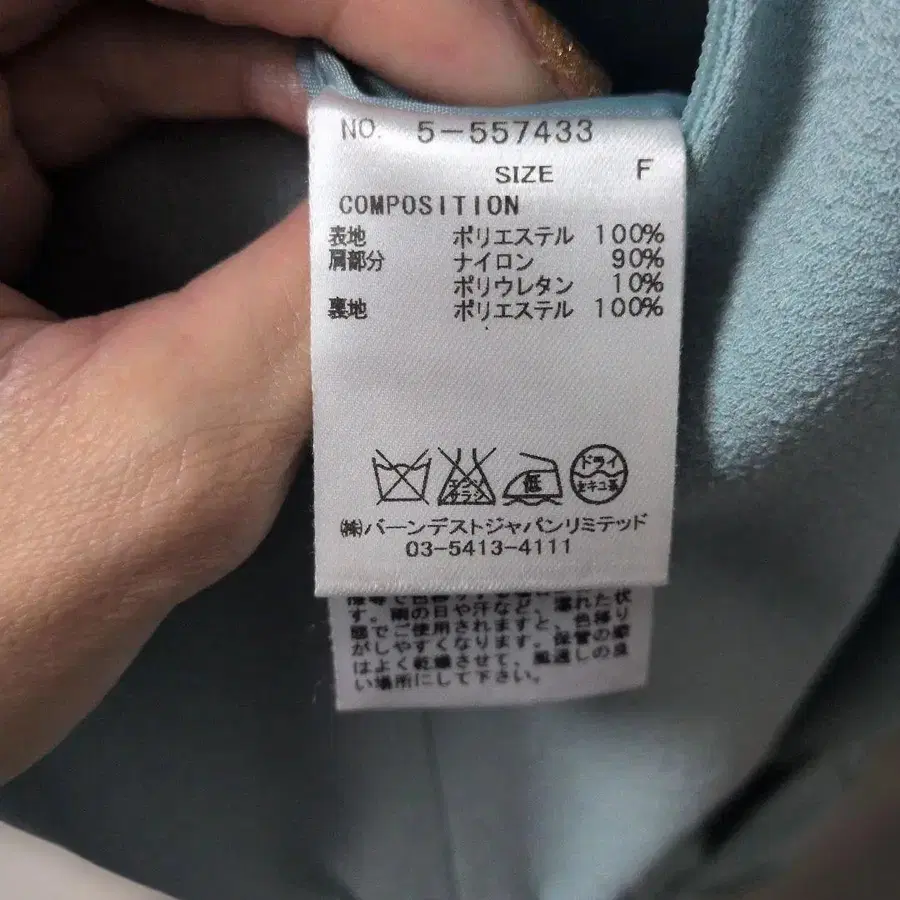 NO. 5-557433
SIZE F
COMPOSITION
表地 ポリエステル 100%
肩部分 ナイロン 90%
ポリウレタン 10%
裏地 ポリエステル 100%
エンソ
サラシ
低
ドライ
セキユ系
㈱バーンデストジャパンリミテッド
03-5413-4111
す。雨の日や汗など、濡れた状
態でご使用されますと、色移り
がしやすくなります。保管の際
はよく乾燥させて、風通しの良
い場所にして下さい。